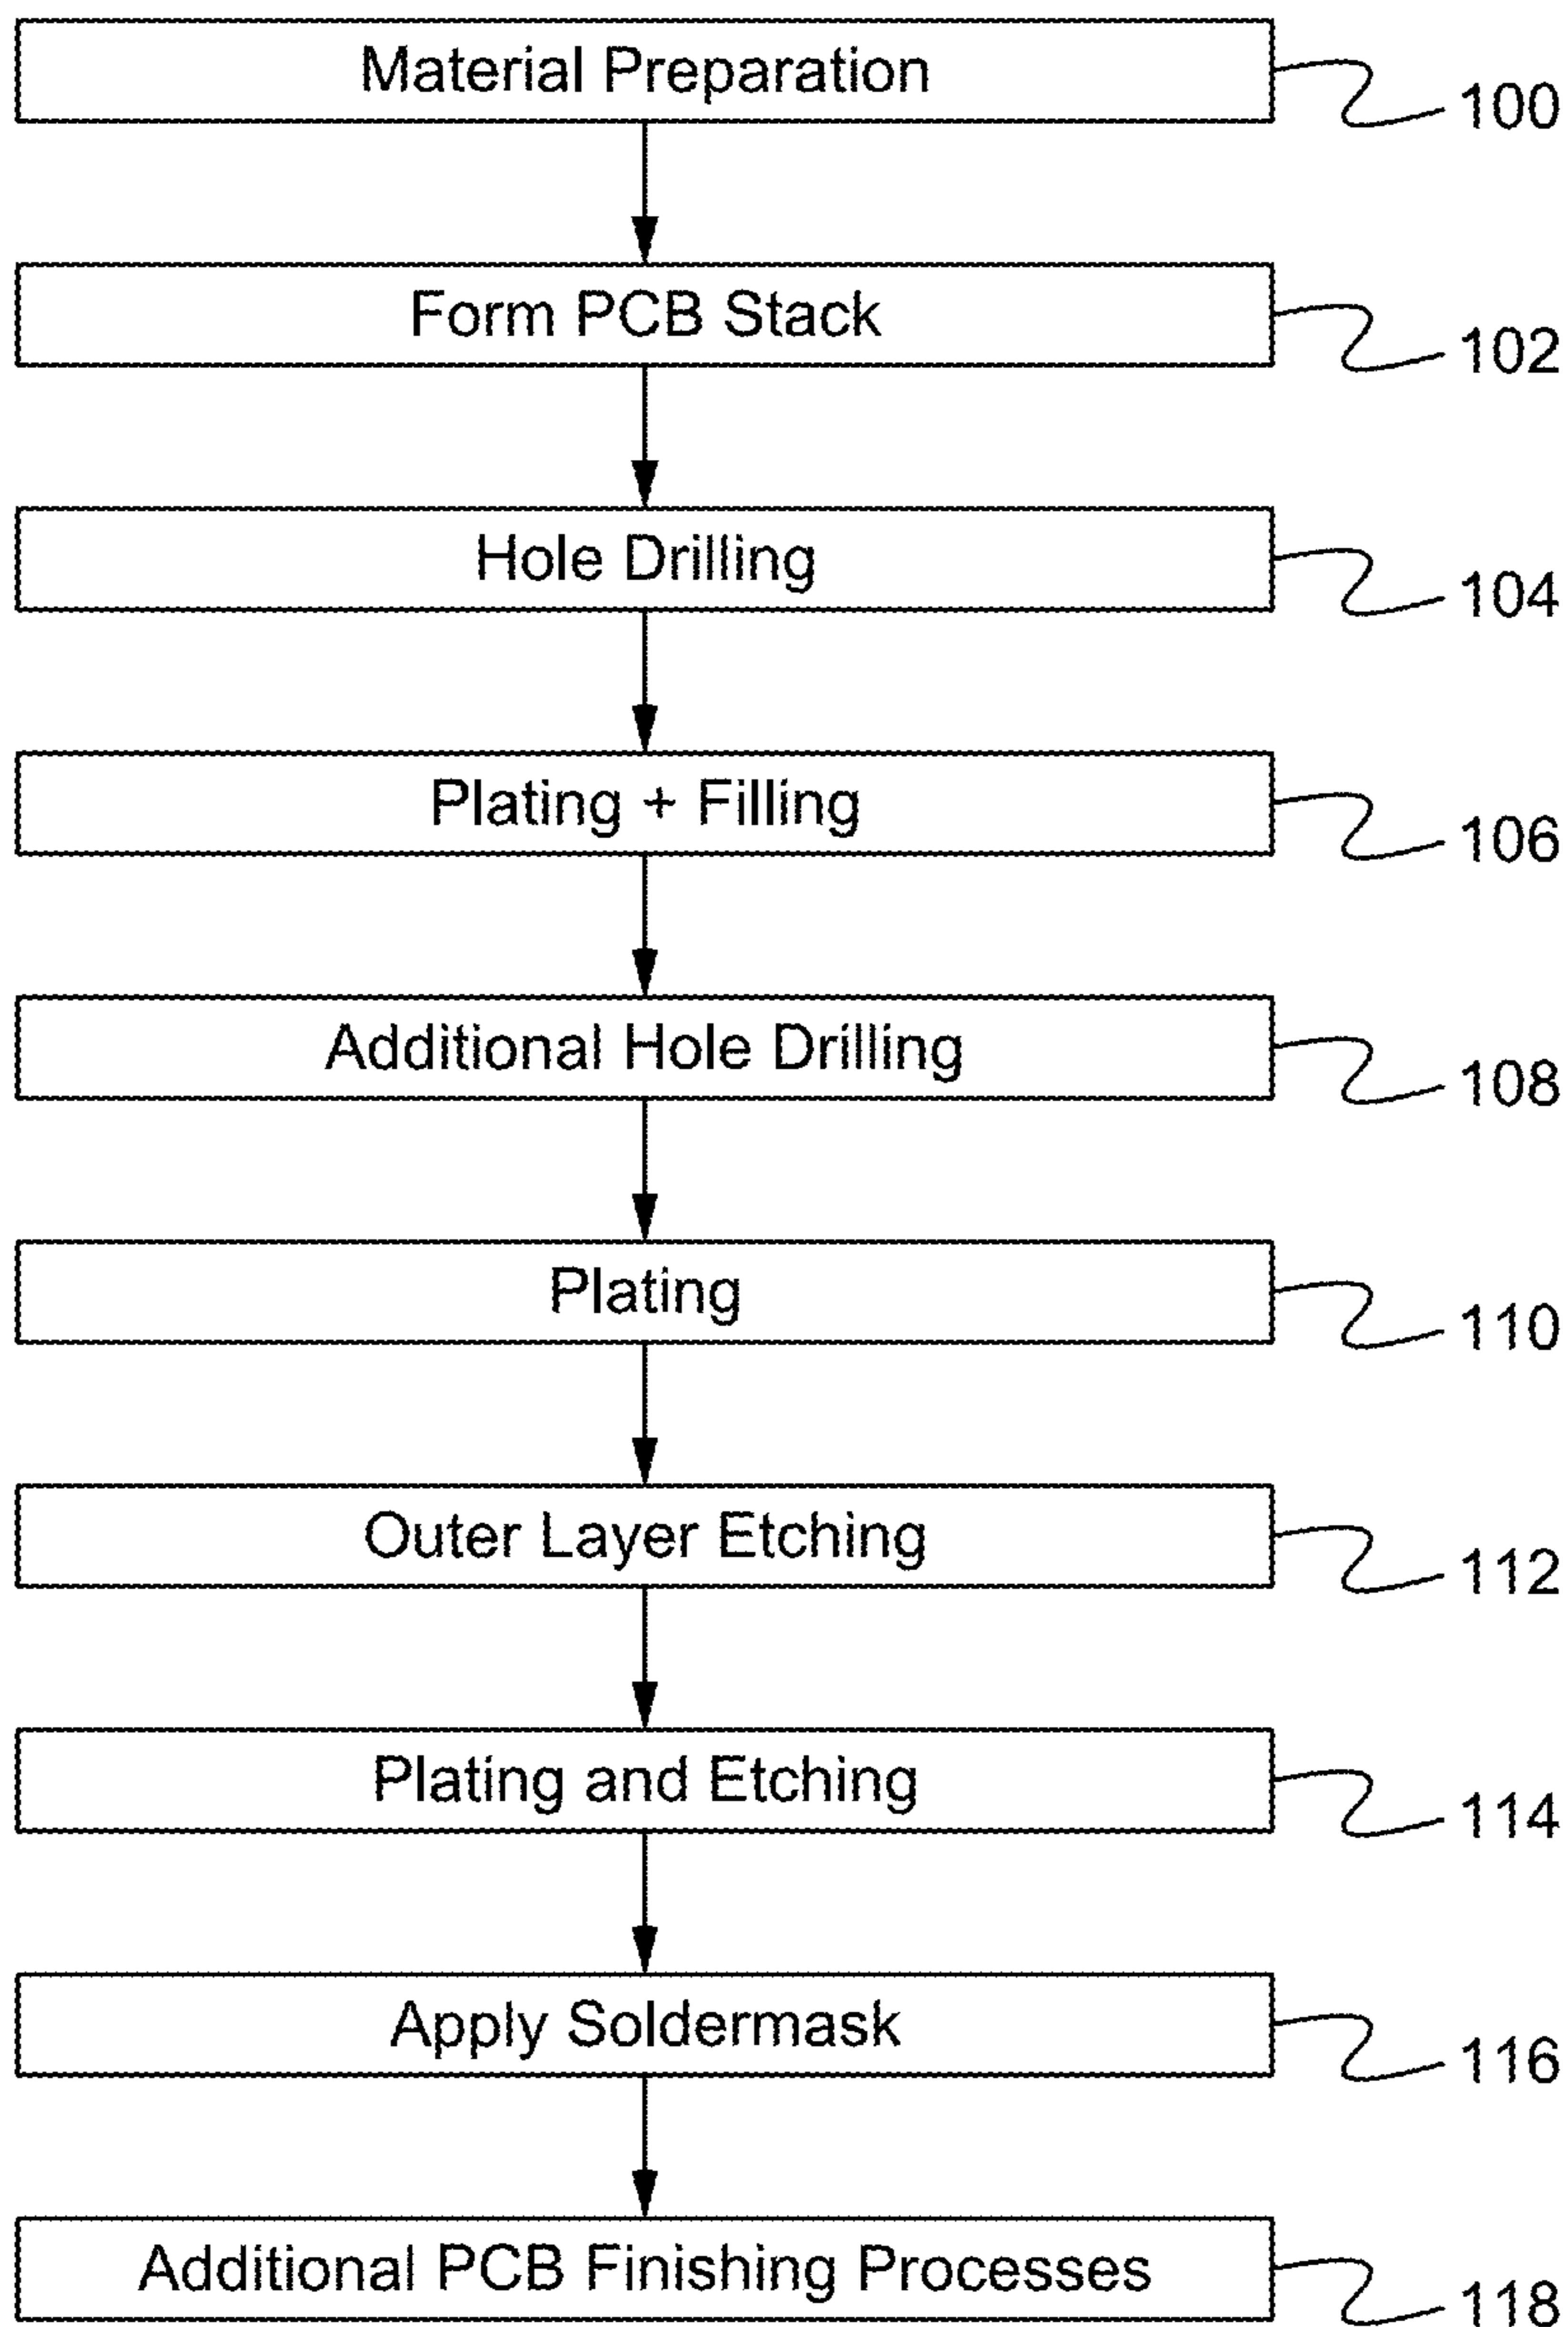 Material Preparation
100
Form PCB Stack
102
Hole Drilling
104
Plating + Filling
106
Additional Hole Drilling
108
Plating
110
Outer Layer Etching
112
Plating and Etching
114
Apply Soldermask
116
Additional PCB Finishing Processes
118